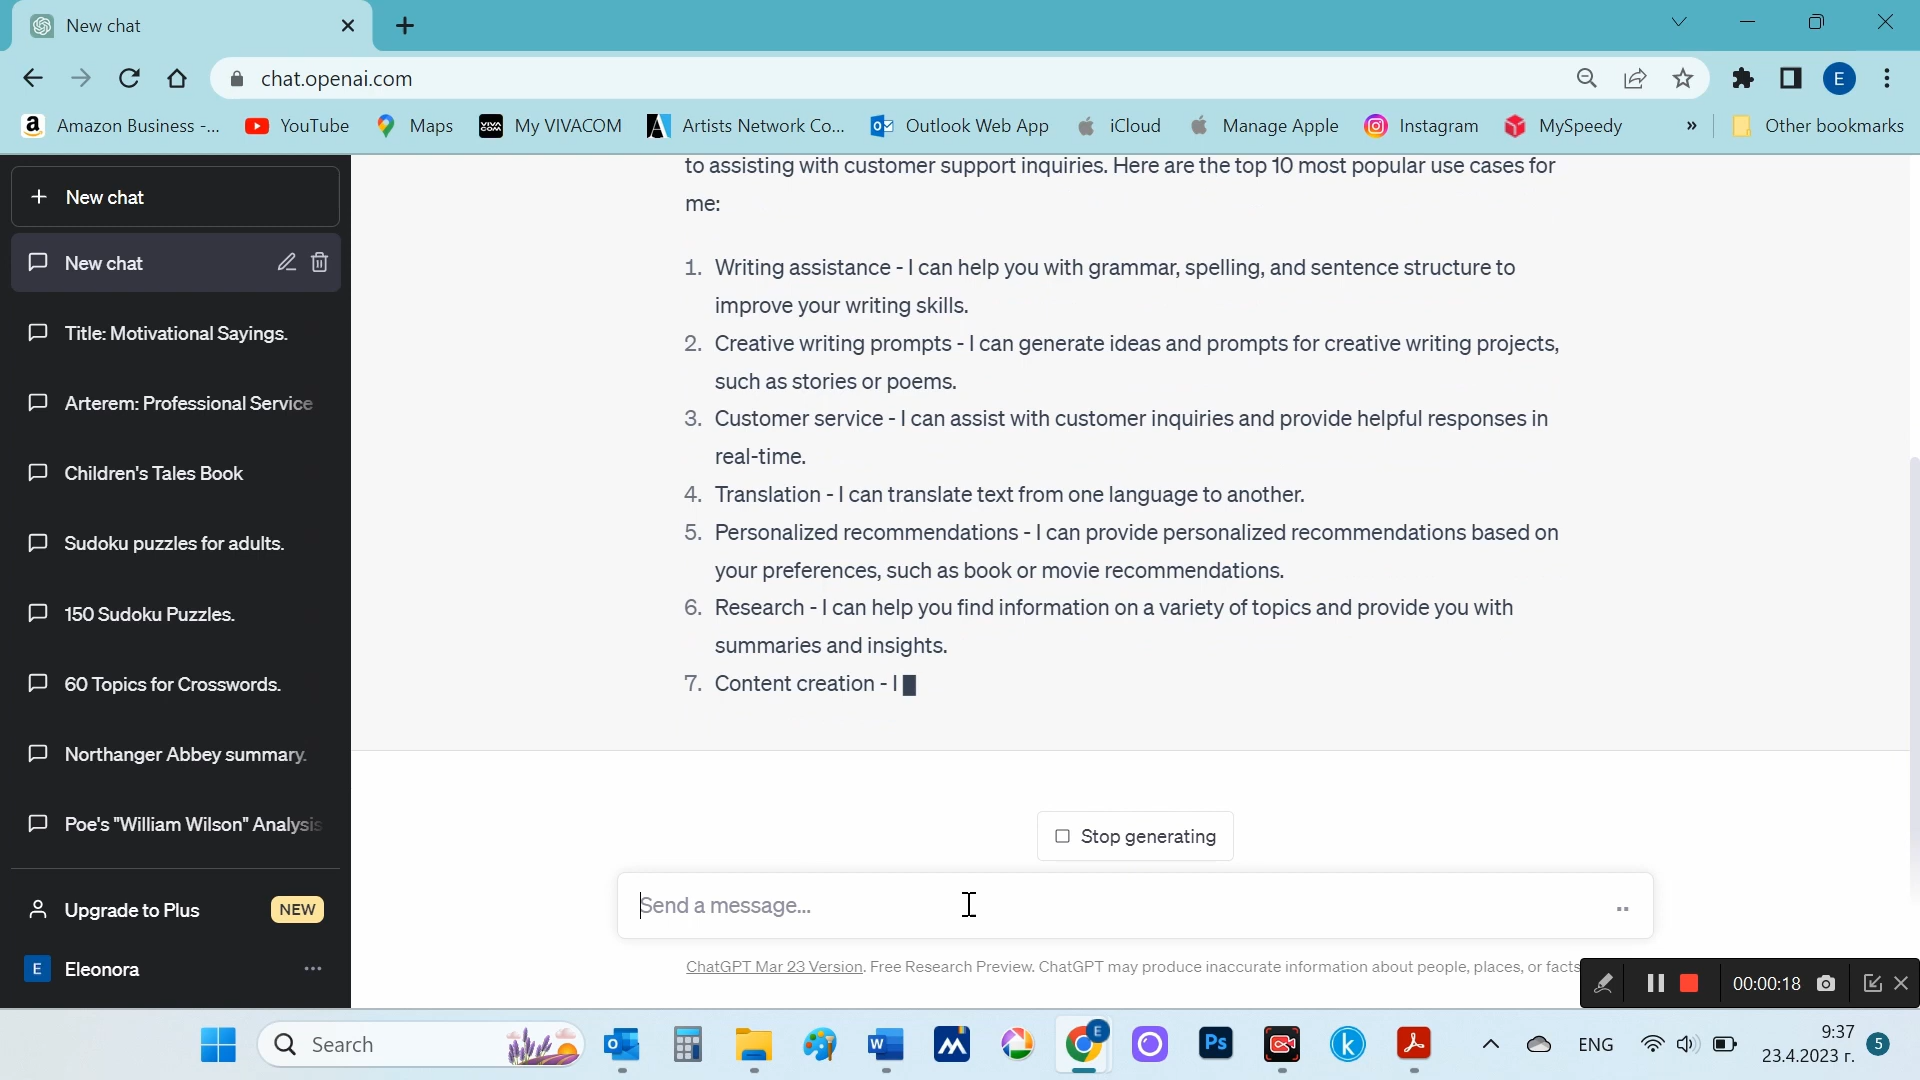 New chat
chat.openai.com
E
a Amazon Business -...
YouTube
Maps
VIVA COM My VIVACOM
Artists Network Co...
Outlook Web App
iCloud
Manage Apple
Instagram
MySpeedy
»
Other bookmarks
+ New chat
New chat
Title: Motivational Sayings.
Arterem: Professional Service
Children's Tales Book
Sudoku puzzles for adults.
150 Sudoku Puzzles.
60 Topics for Crosswords.
Northanger Abbey summary.
Poe's "William Wilson" Analysis
Upgrade to Plus NEW
E Eleonora ...
to assisting with customer support inquiries. Here are the top 10 most popular use cases for
me:
1. Writing assistance - I can help you with grammar, spelling, and sentence structure to
improve your writing skills.
2. Creative writing prompts - I can generate ideas and prompts for creative writing projects,
such as stories or poems.
3. Customer service - I can assist with customer inquiries and provide helpful responses in
real-time.
4. Translation - I can translate text from one language to another.
5. Personalized recommendations - I can provide personalized recommendations based on
your preferences, such as book or movie recommendations.
6. Research - I can help you find information on a variety of topics and provide you with
summaries and insights.
7. Content creation - I
Stop generating
Send a message...
ChatGPT Mar 23 Version. Free Research Preview. ChatGPT may produce inaccurate information about people, places, or facts
00:00:18
Search
W
E
Ps
k
ENG
9:37
23.4.2023 г.
5